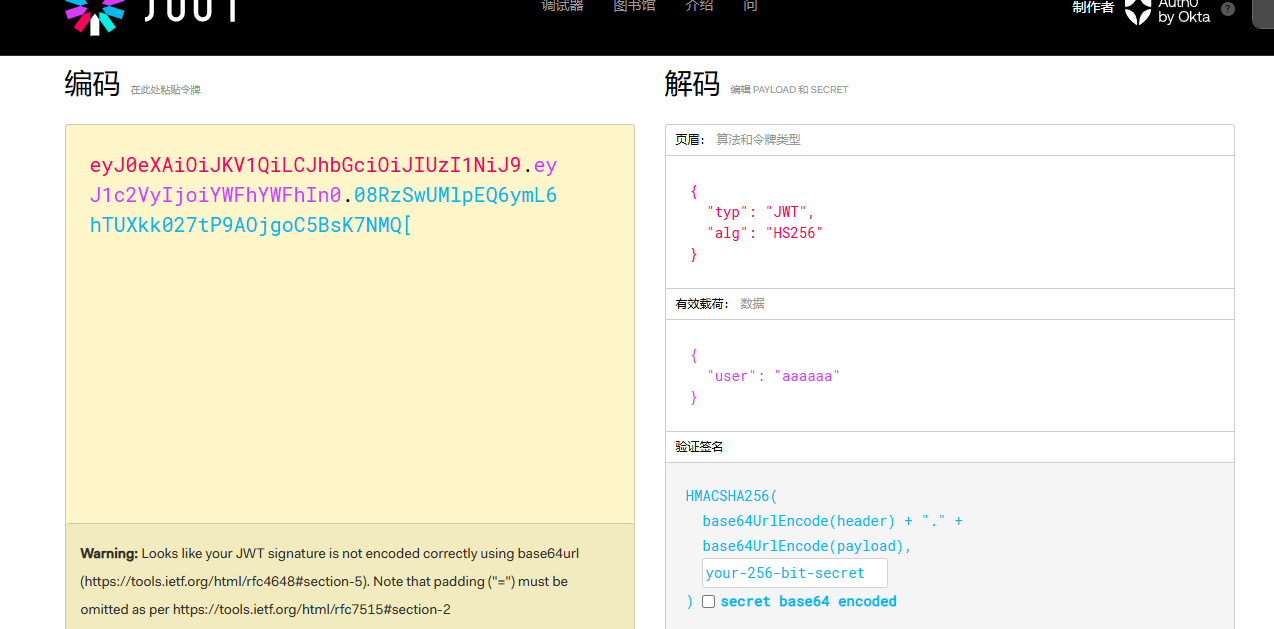 JWT
调试器 图书馆 介绍 问
制作者 Auth0 by Okta ?
编码 在此处粘贴令牌
eyJ0eXAiOiJKV1QiLCJhbGciOiJIUzI1NiJ9.ey
J1c2VyIjoiYWFhYWFhIn0.08RzSwUMlpEQ6ymL6
hTUXkk027tP9AOjgoC5BsK7NMQ[
Warning: Looks like your JWT signature is not encoded correctly using base64url
(https://tools.ietf.org/html/rfc4648#section-5). Note that padding ("=") must be
omitted as per https://tools.ietf.org/html/rfc7515#section-2
解码 编辑 PAYLOAD 和 SECRET
页眉： 算法和令牌类型
{
"typ": "JWT",
"alg": "HS256"
}
有效载荷： 数据
{
"user": "aaaaaa"
}
验证签名
HMACSHA256(
base64UrlEncode(header) + "." +
base64UrlEncode(payload),
your-256-bit-secret
) secret base64 encoded